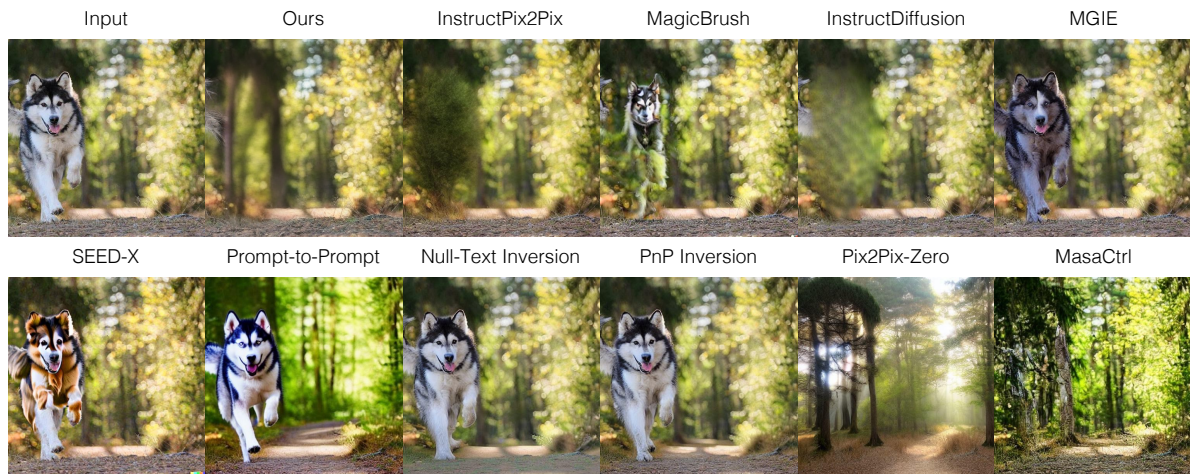 Input Ours InstructPix2Pix MagicBrush InstructDiffusion MGIE
SEED-X Prompt-to-Prompt Null-Text Inversion PnP Inversion Pix2Pix-Zero MasaCtrl